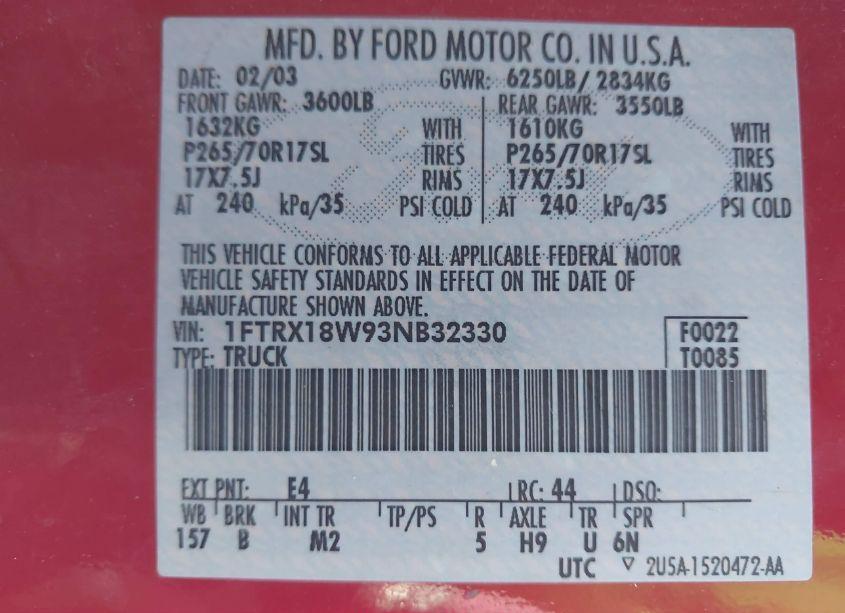 MFD. BY FORD MOTOR CO. IN U.S.A.
DATE: 02/03 GVWR: 6250LB/ 2834KG
FRONT GAWR: 3600LB REAR GAWR: 3550LB
1632KG WITH 1610KG WITH
P265/70R17SL TIRES P265/70R17SL TIRES
17X7.5J RIMS 17X7.5J RIMS
AT 240 kPa/35 PSI COLD AT 240 kPa/35 PSI COLD
THIS VEHICLE CONFORMS TO ALL APPLICABLE FEDERAL MOTOR
VEHICLE SAFETY STANDARDS IN EFFECT ON THE DATE OF
MANUFACTURE SHOWN ABOVE.
VIN: 1FTRX18W93NB32330 F0022
TYPE: TRUCK T0085
EXT PNT: E4 RC: 44 DSO:
WB BRK INT TR TP/PS R AXLE TR SPR
157 B M2 5 H9 U 6N
UTC ▽ 2U5A-1520472-AA